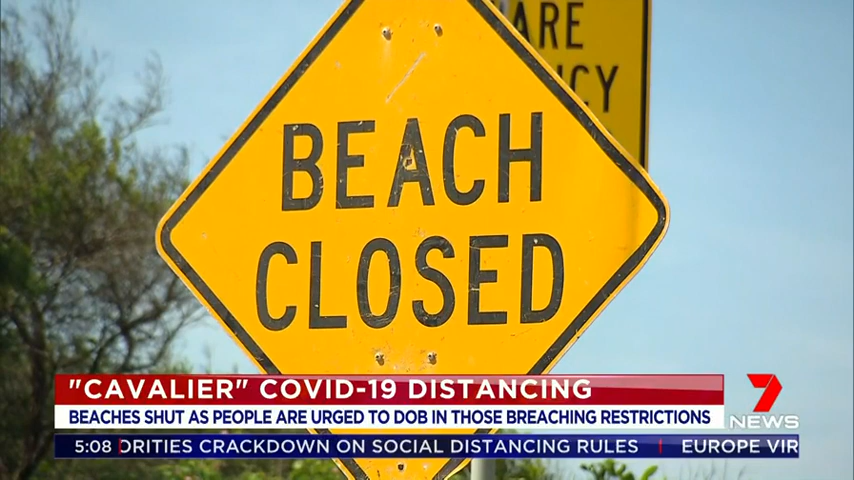 ARE
CY
BEACH
CLOSED
"CAVALIER" COVID-19 DISTANCING
BEACHES SHUT AS PEOPLE ARE URGED TO DOB IN THOSE BREACHING RESTRICTIONS
7
NEWS
5:08 ORITIES CRACKDOWN ON SOCIAL DISTANCING RULES | EUROPE VIR